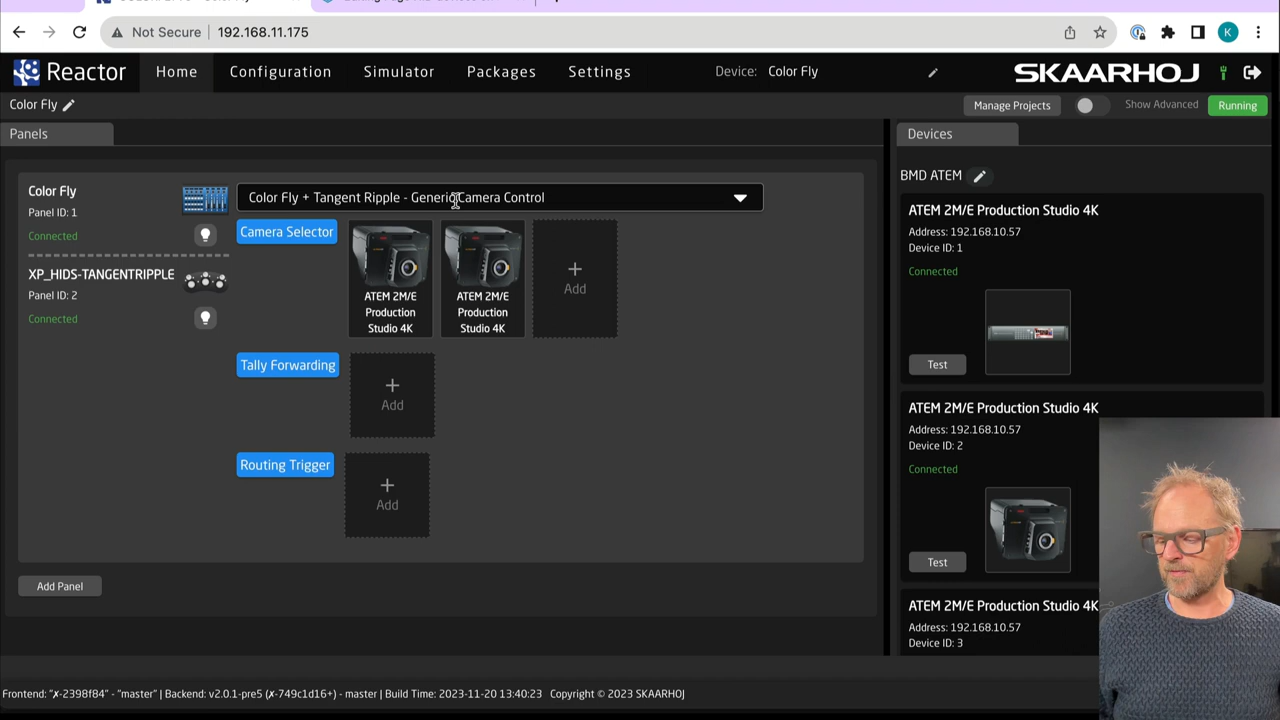 Not Secure
192.168.11.175
K
Reactor
Home
Configuration
Simulator
Packages
Settings
Device:
Color Fly
SKAARHOJ
Color Fly
Manage Projects
Show Advanced
Running
Panels
Devices
Color Fly
Panel ID: 1
Connected
XP_HIDS-TANGENTRIPPLE
Panel ID: 2
Connected
Color Fly + Tangent Ripple - Generic Camera Control
Camera Selector
ATEM 2M/E
Production
Studio 4K
ATEM 2M/E
Production
Studio 4K
+
Add
Tally Forwarding
+
Add
Routing Trigger
+
Add
Add Panel
BMD ATEM
ATEM 2M/E Production Studio 4K
Address: 192.168.10.57
Device ID: 1
Connected
Test
ATEM 2M/E Production Studio 4K
Address: 192.168.10.57
Device ID: 2
Connected
Test
ATEM 2M/E Production Studio 4K
Address: 192.168.10.57
Device ID: 3
Frontend: "✗-2398f84" - "master" | Backend: v2.0.1-pre5 (✗-749c1d16+) - master | Build Time: 2023-11-20 13:40:23 Copyright © 2023 SKAARHOJ